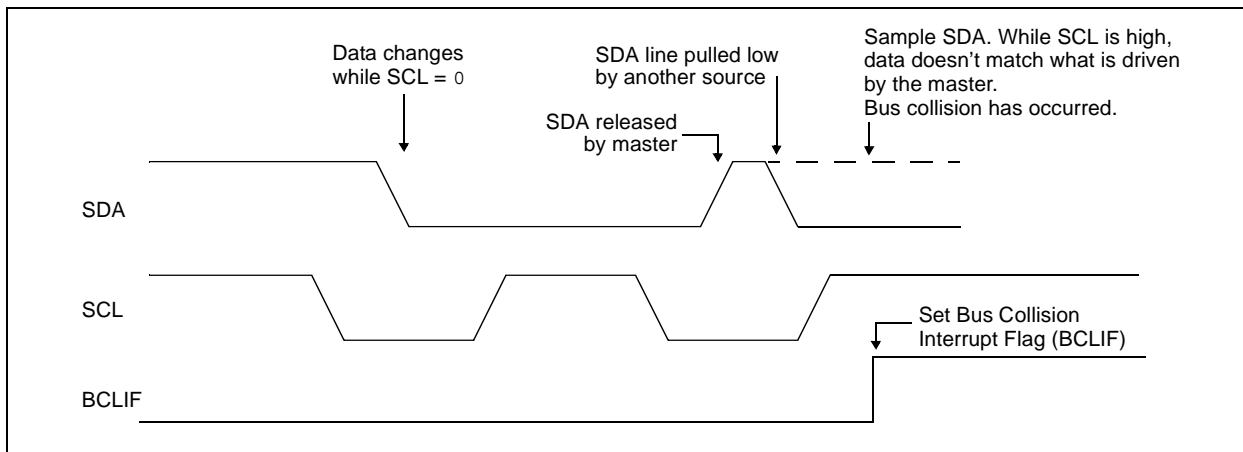 Data changes
while SCL = 0
SDA line pulled low
by another source
Sample SDA. While SCL is high,
data doesn't match what is driven
by the master.
Bus collision has occurred.
SDA released
by master
SDA
SCL
Set Bus Collision
Interrupt Flag (BCLIF)
BCLIF